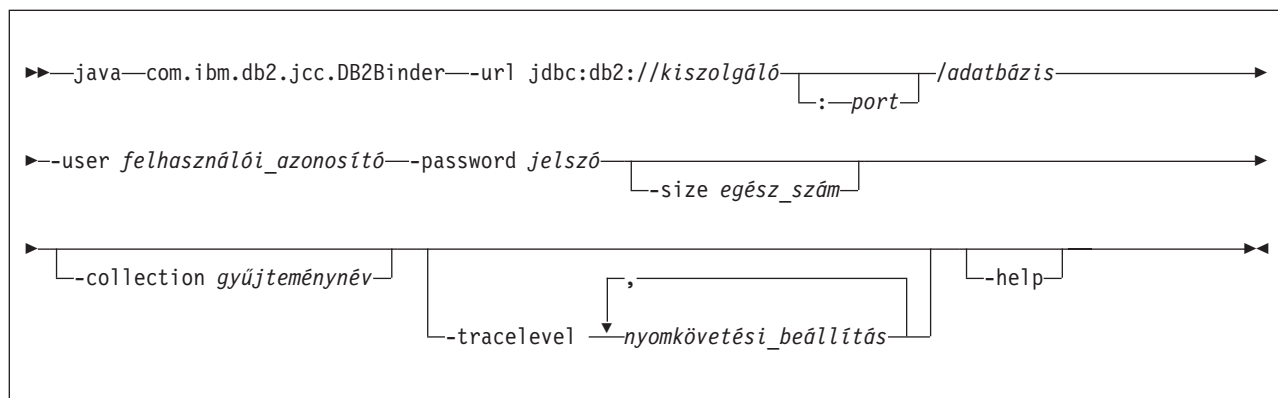 java com.ibm.db2.jcc.DB2Binder -url jdbc:db2://kiszolgáló /adatbázis
: port
-user felhasználói_azonosító -password jelszó
-size egész_szám
-collection gyűjteménynév
-help
,
-tracelevel nyomkövetési_beállítás